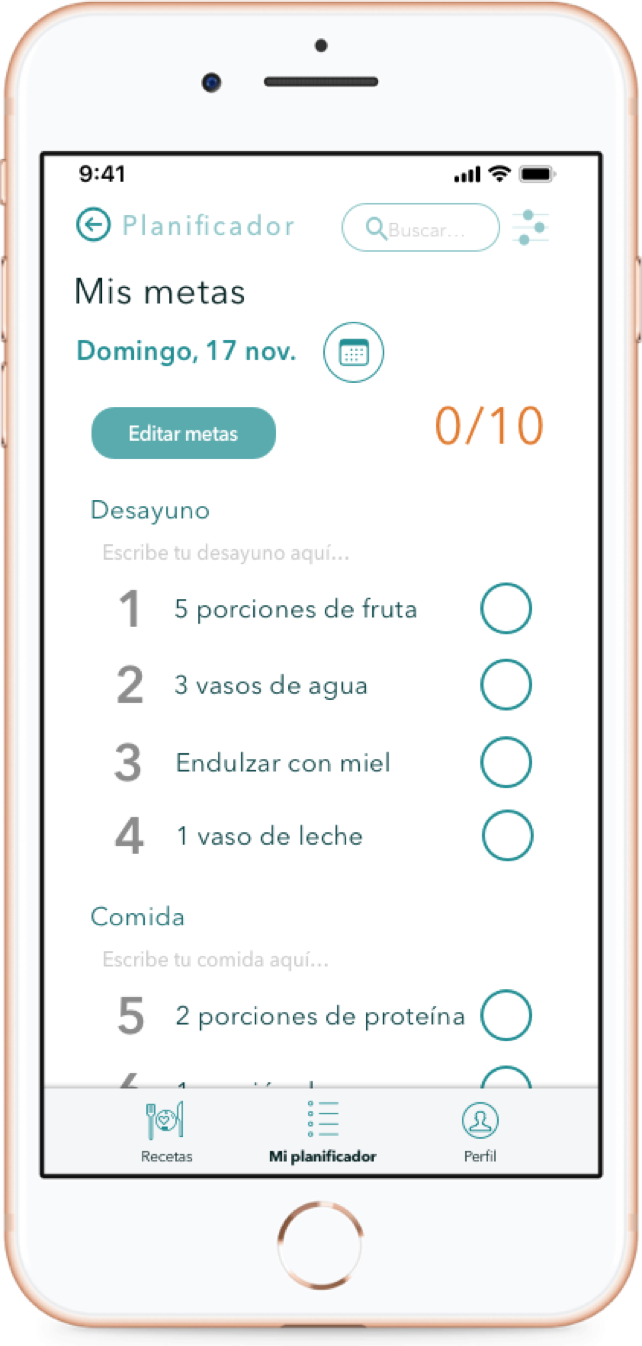 9:41
Planificador
Buscar...
Mis metas
Domingo, 17 nov.
Editar metas
0/10
Desayuno
Escribe tu desayuno aquí...
1 5 porciones de fruta
2 3 vasos de agua
3 Endulzar con miel
4 1 vaso de leche
Comida
Escribe tu comida aquí...
5 2 porciones de proteína
Recetas
Mi planificador
Perfil